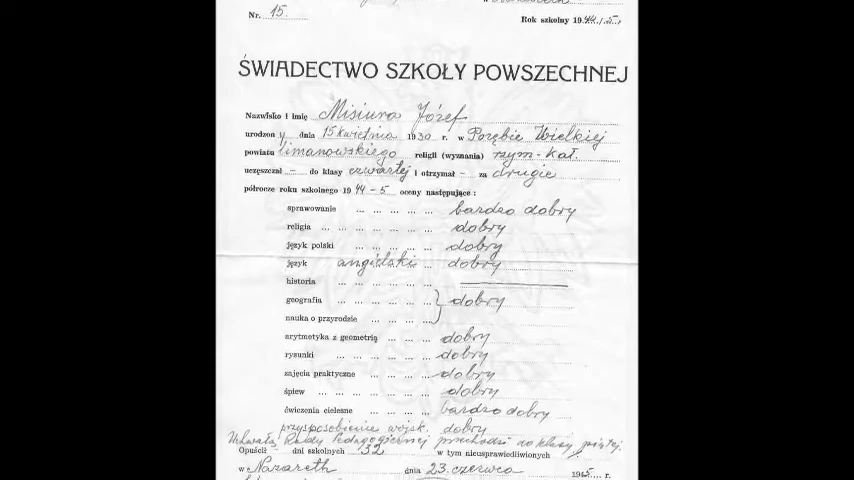 Nr. 15.
Rok szkolny 1944/5.
ŚWIADECTWO SZKOŁY POWSZECHNEJ
Nazwisko i imię Misiura Józef
urodzony dnia 15 kwietnia 1930 r. w Porębie Wielkiej
powiatu limanowskiego religii (wyznania) rzym-kat.
uczęszczał – do klasy czwartej i otrzymał – za drugie
półrocze roku szkolnego 1944-5 oceny następujące:
sprawowanie ... bardzo dobry
religia ... dobry
język polski ... dobry
język angielski ... dobry
historia
geografia ... dobry
nauka o przyrodzie ...
arytmetyka z geometrią ... dobry
rysunki ... dobry
zajęcia praktyczne ... dobry
śpiew ... dobry
ćwiczenia cielesne ... bardzo dobry
przysposobienie wojsk. dobry
Uchwałą Rady Pedagogicznej przechodzi do klasy piątej.
Opuścił – dni szkolnych 32 w tym nieusprawiedliwionych
w Nazareth dnia 23 czerwca 1945 r.